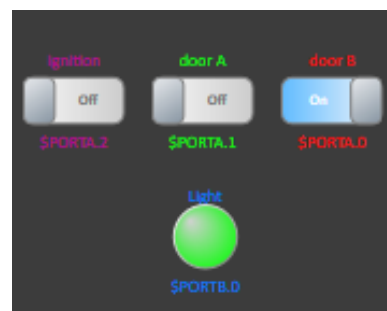 Ignition door A door B
Off Off On
$PORTA.2 $PORTA.1 $PORTA.0
Light
$PORTB.0